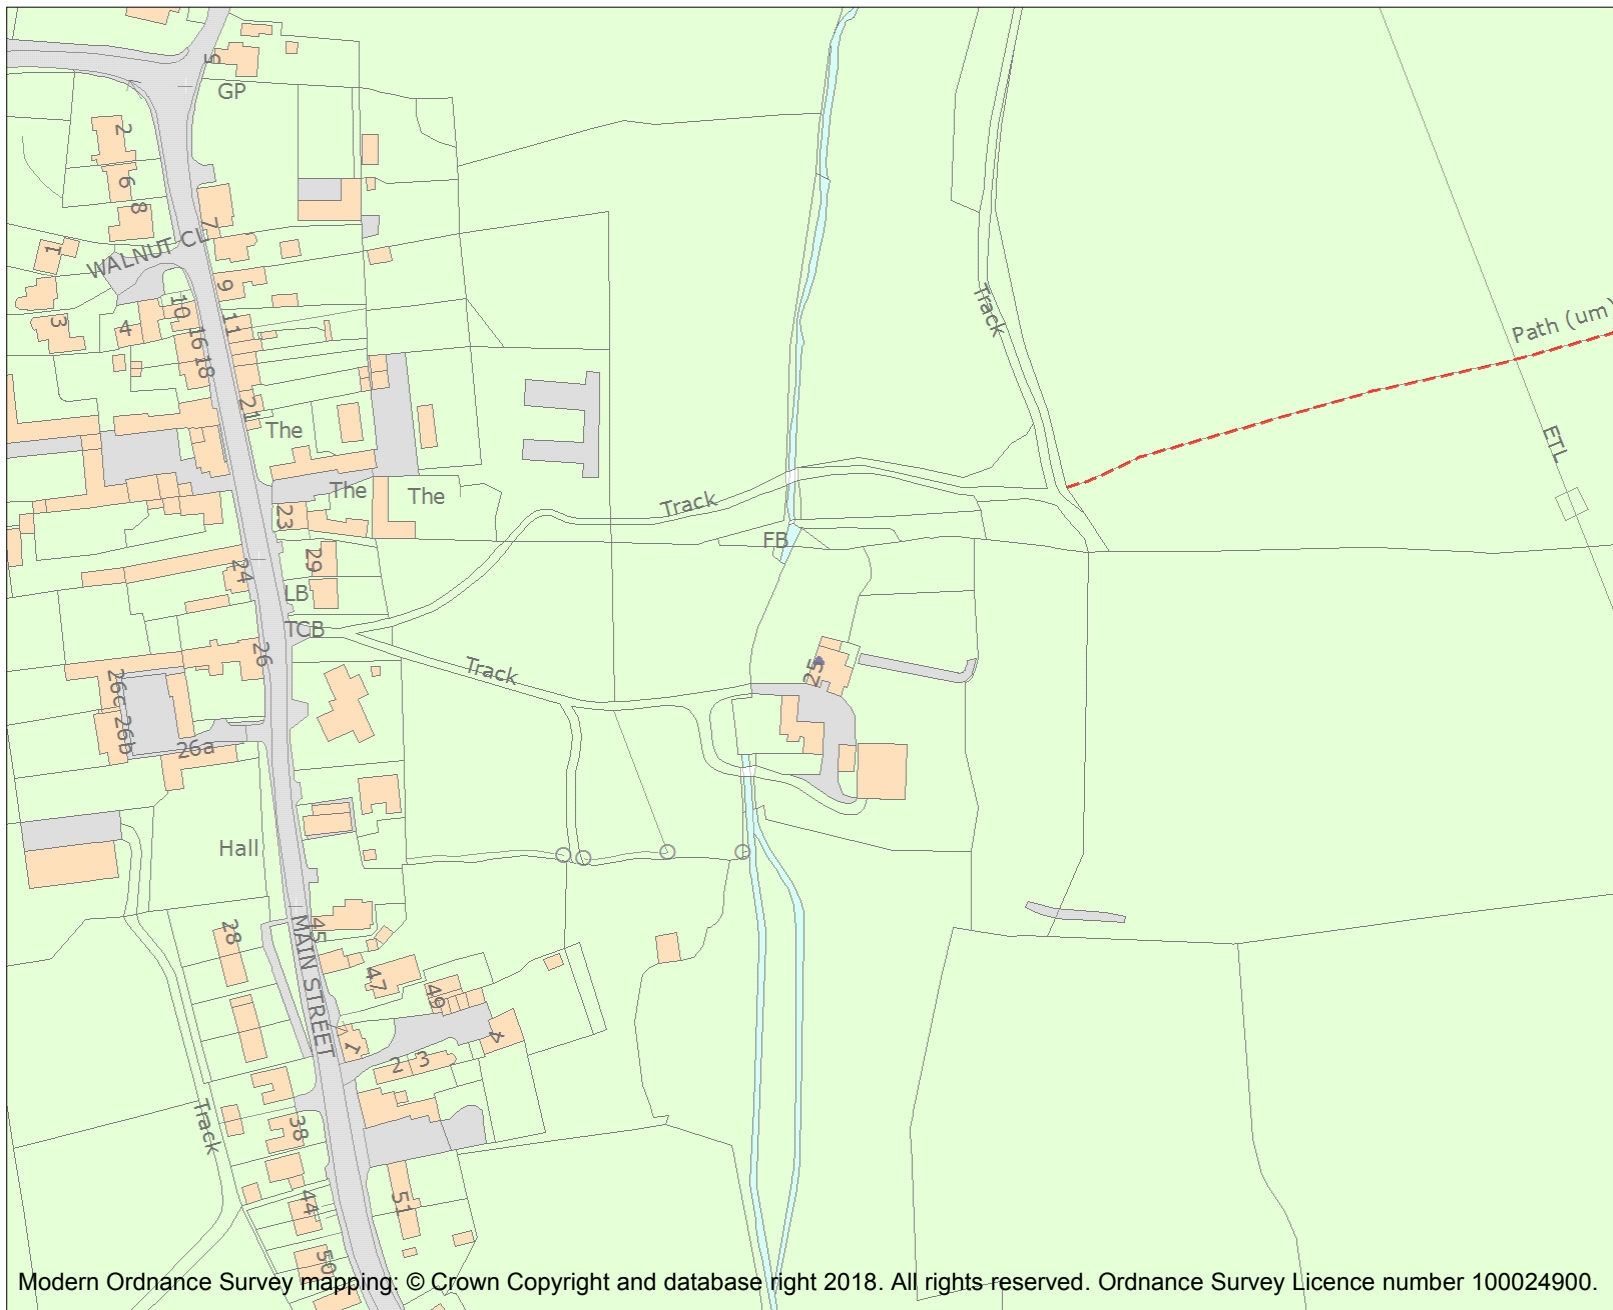 5
GP
2
6
8
7
WALNUT CL
1
9
3
4
10
16
18
11
21
Track
Path (um)
ETL
The
The
The
23
Track
FB
29
24
LB
TCB
26
Track
25
26c
26b
26a
Hall
28
45
MAIN STREET
47
49
1
2
3
4
Track
38
44
51
50
Modern Ordnance Survey mapping: © Crown Copyright and database right 2018. All rights reserved. Ordnance Survey Licence number 100024900.